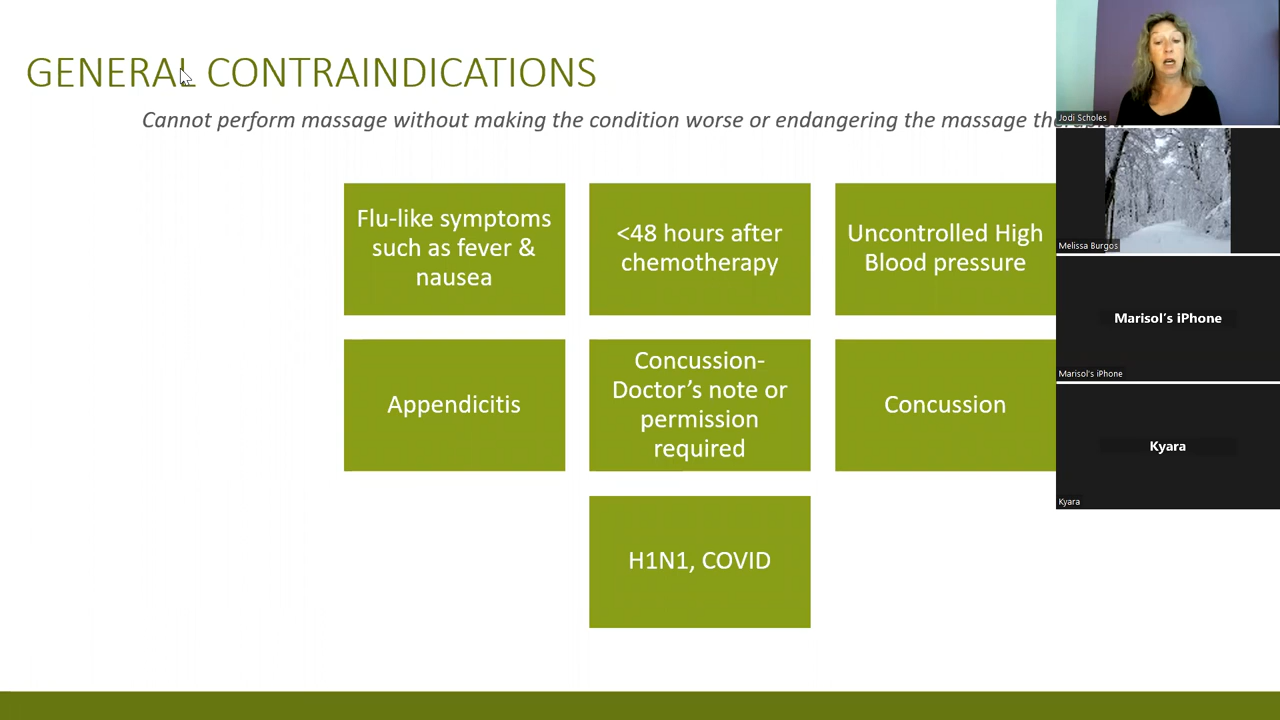 GENERAL CONTRAINDICATIONS
Cannot perform massage without making the condition worse or endangering the massage
Flu-like symptoms
such as fever &
nausea
<48 hours after
chemotherapy
Uncontrolled High
Blood pressure
Appendicitis
Concussion-
Doctor's note or
permission
required
Concussion
H1N1, COVID
Jodi Scholes
Melissa Burgos
Marisol's iPhone
Marisol's iPhone
Kyara
Kyara